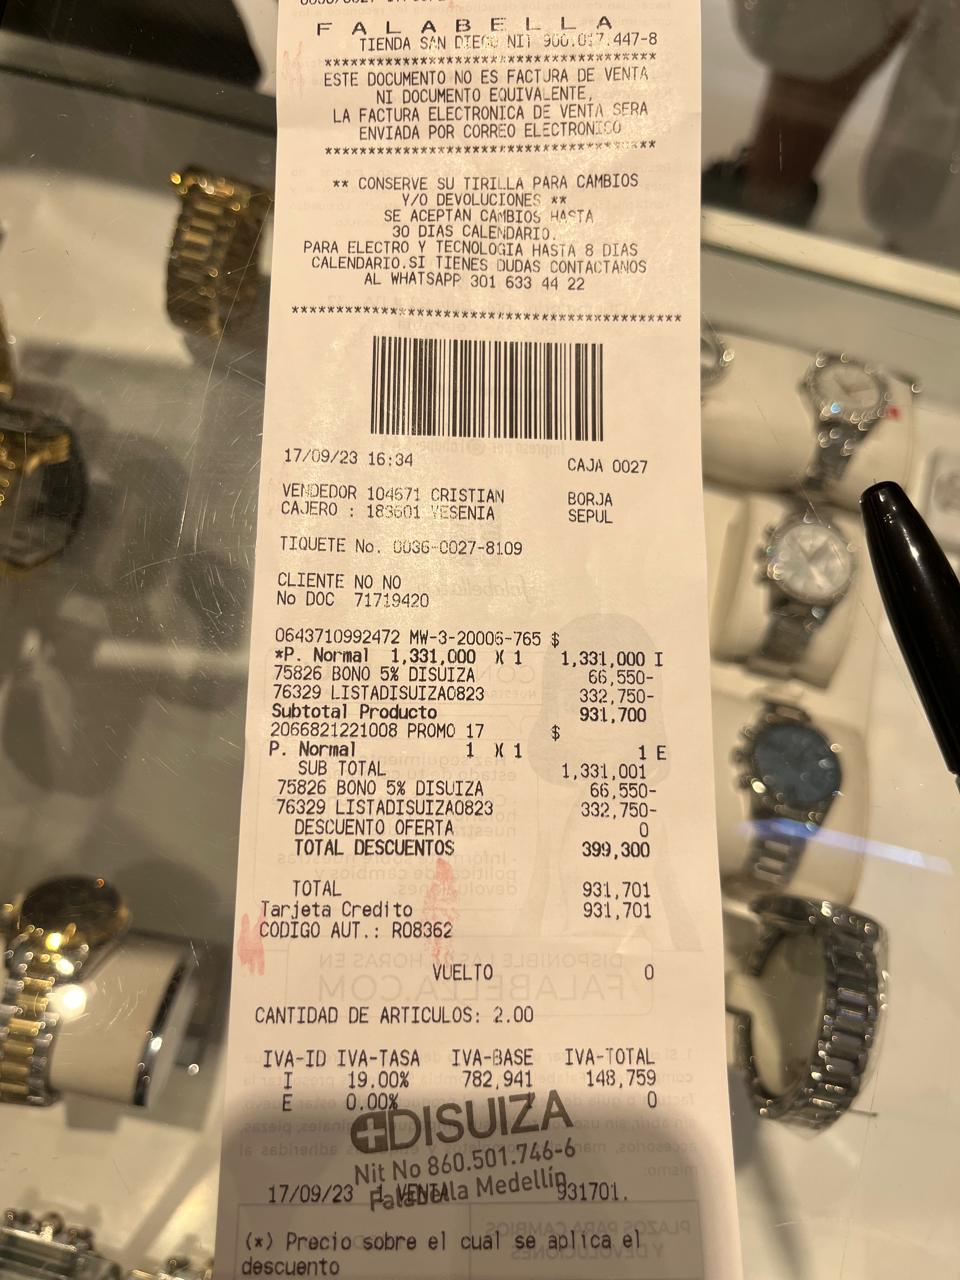 F A L A B E L L A
TIENDA SAN DIEGO NIT 900.017.447-8
****************************************
ESTE DOCUMENTO NO ES FACTURA DE VENTA
NI DOCUMENTO EQUIVALENTE,
LA FACTURA ELECTRONICA DE VENTA SERA
ENVIADA POR CORREO ELECTRONICO
****************************************
** CONSERVE SU TIRILLA PARA CAMBIOS
Y/O DEVOLUCIONES **
SE ACEPTAN CAMBIOS HASTA
30 DIAS CALENDARIO.
PARA ELECTRO Y TECNOLOGIA HASTA 8 DIAS
CALENDARIO.SI TIENES DUDAS CONTACTANOS
AL WHATSAPP 301 633 44 22
****************************************
17/09/23 16:34 CAJA 0027
VENDEDOR 104671 CRISTIAN BORJA
CAJERO : 183601 YESENIA SEPUL
TIQUETE No. 0036-0027-8109
CLIENTE NO NO
No DOC 71719420
0643710992472 MW-3-20006-765 $
*P. Normal 1,331,000 X 1 1,331,000 I
75826 BONO 5% DISUIZA 66,550-
76329 LISTADISUIZA0823 332,750-
Subtotal Producto 931,700
2066821221008 PROMO 17 $
P. Normal 1 X 1 1 E
SUB TOTAL 1,331,001
75826 BONO 5% DISUIZA 66,550-
76329 LISTADISUIZA0823 332,750-
DESCUENTO OFERTA 0
TOTAL DESCUENTOS 399,300
TOTAL 931,701
Tarjeta Credito 931,701
CODIGO AUT.: R08362
VUELTO 0
CANTIDAD DE ARTICULOS: 2.00
IVA-ID IVA-TASA IVA-BASE IVA-TOTAL
I 19.00% 782,941 148,759
E 0.00% 1 0
DISUIZA
Nit No 860.501.746-6
Falabella Medellín
17/09/23 1 VENTA 931701.
(*) Precio sobre el cual se aplica el
descuento